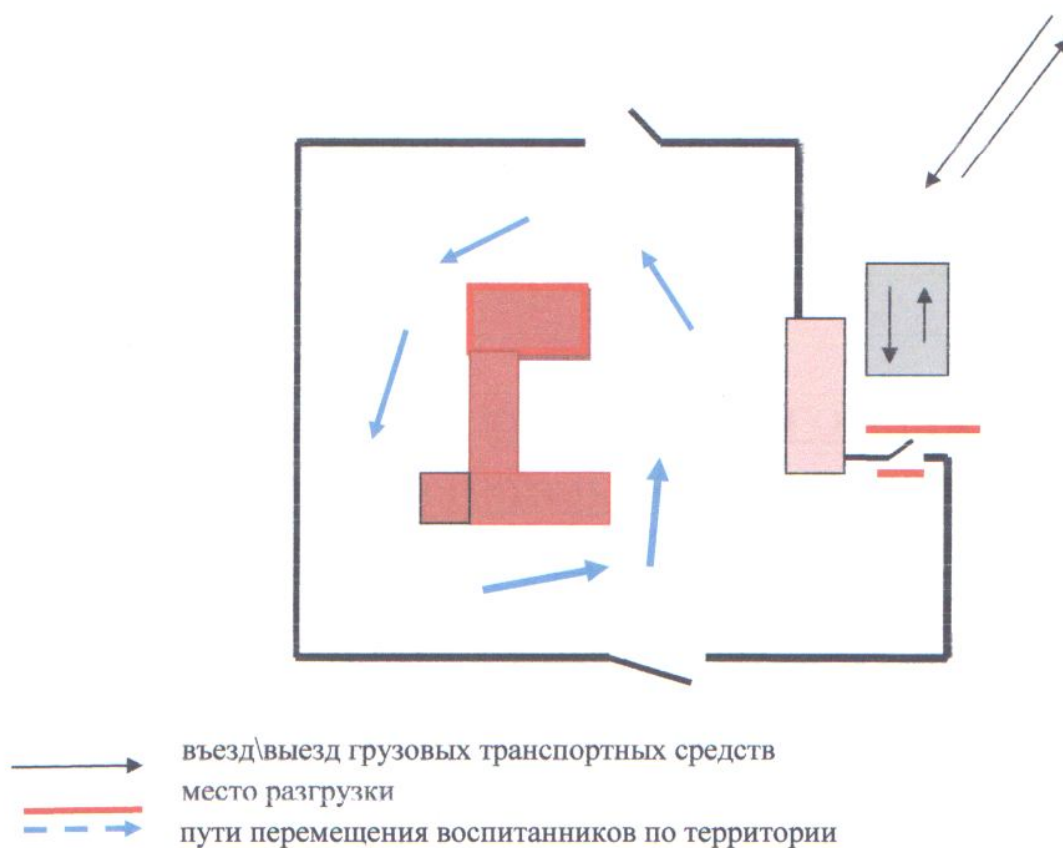 въезд\выезд грузовых транспортных средств
место разгрузки
пути перемещения воспитанников по территории